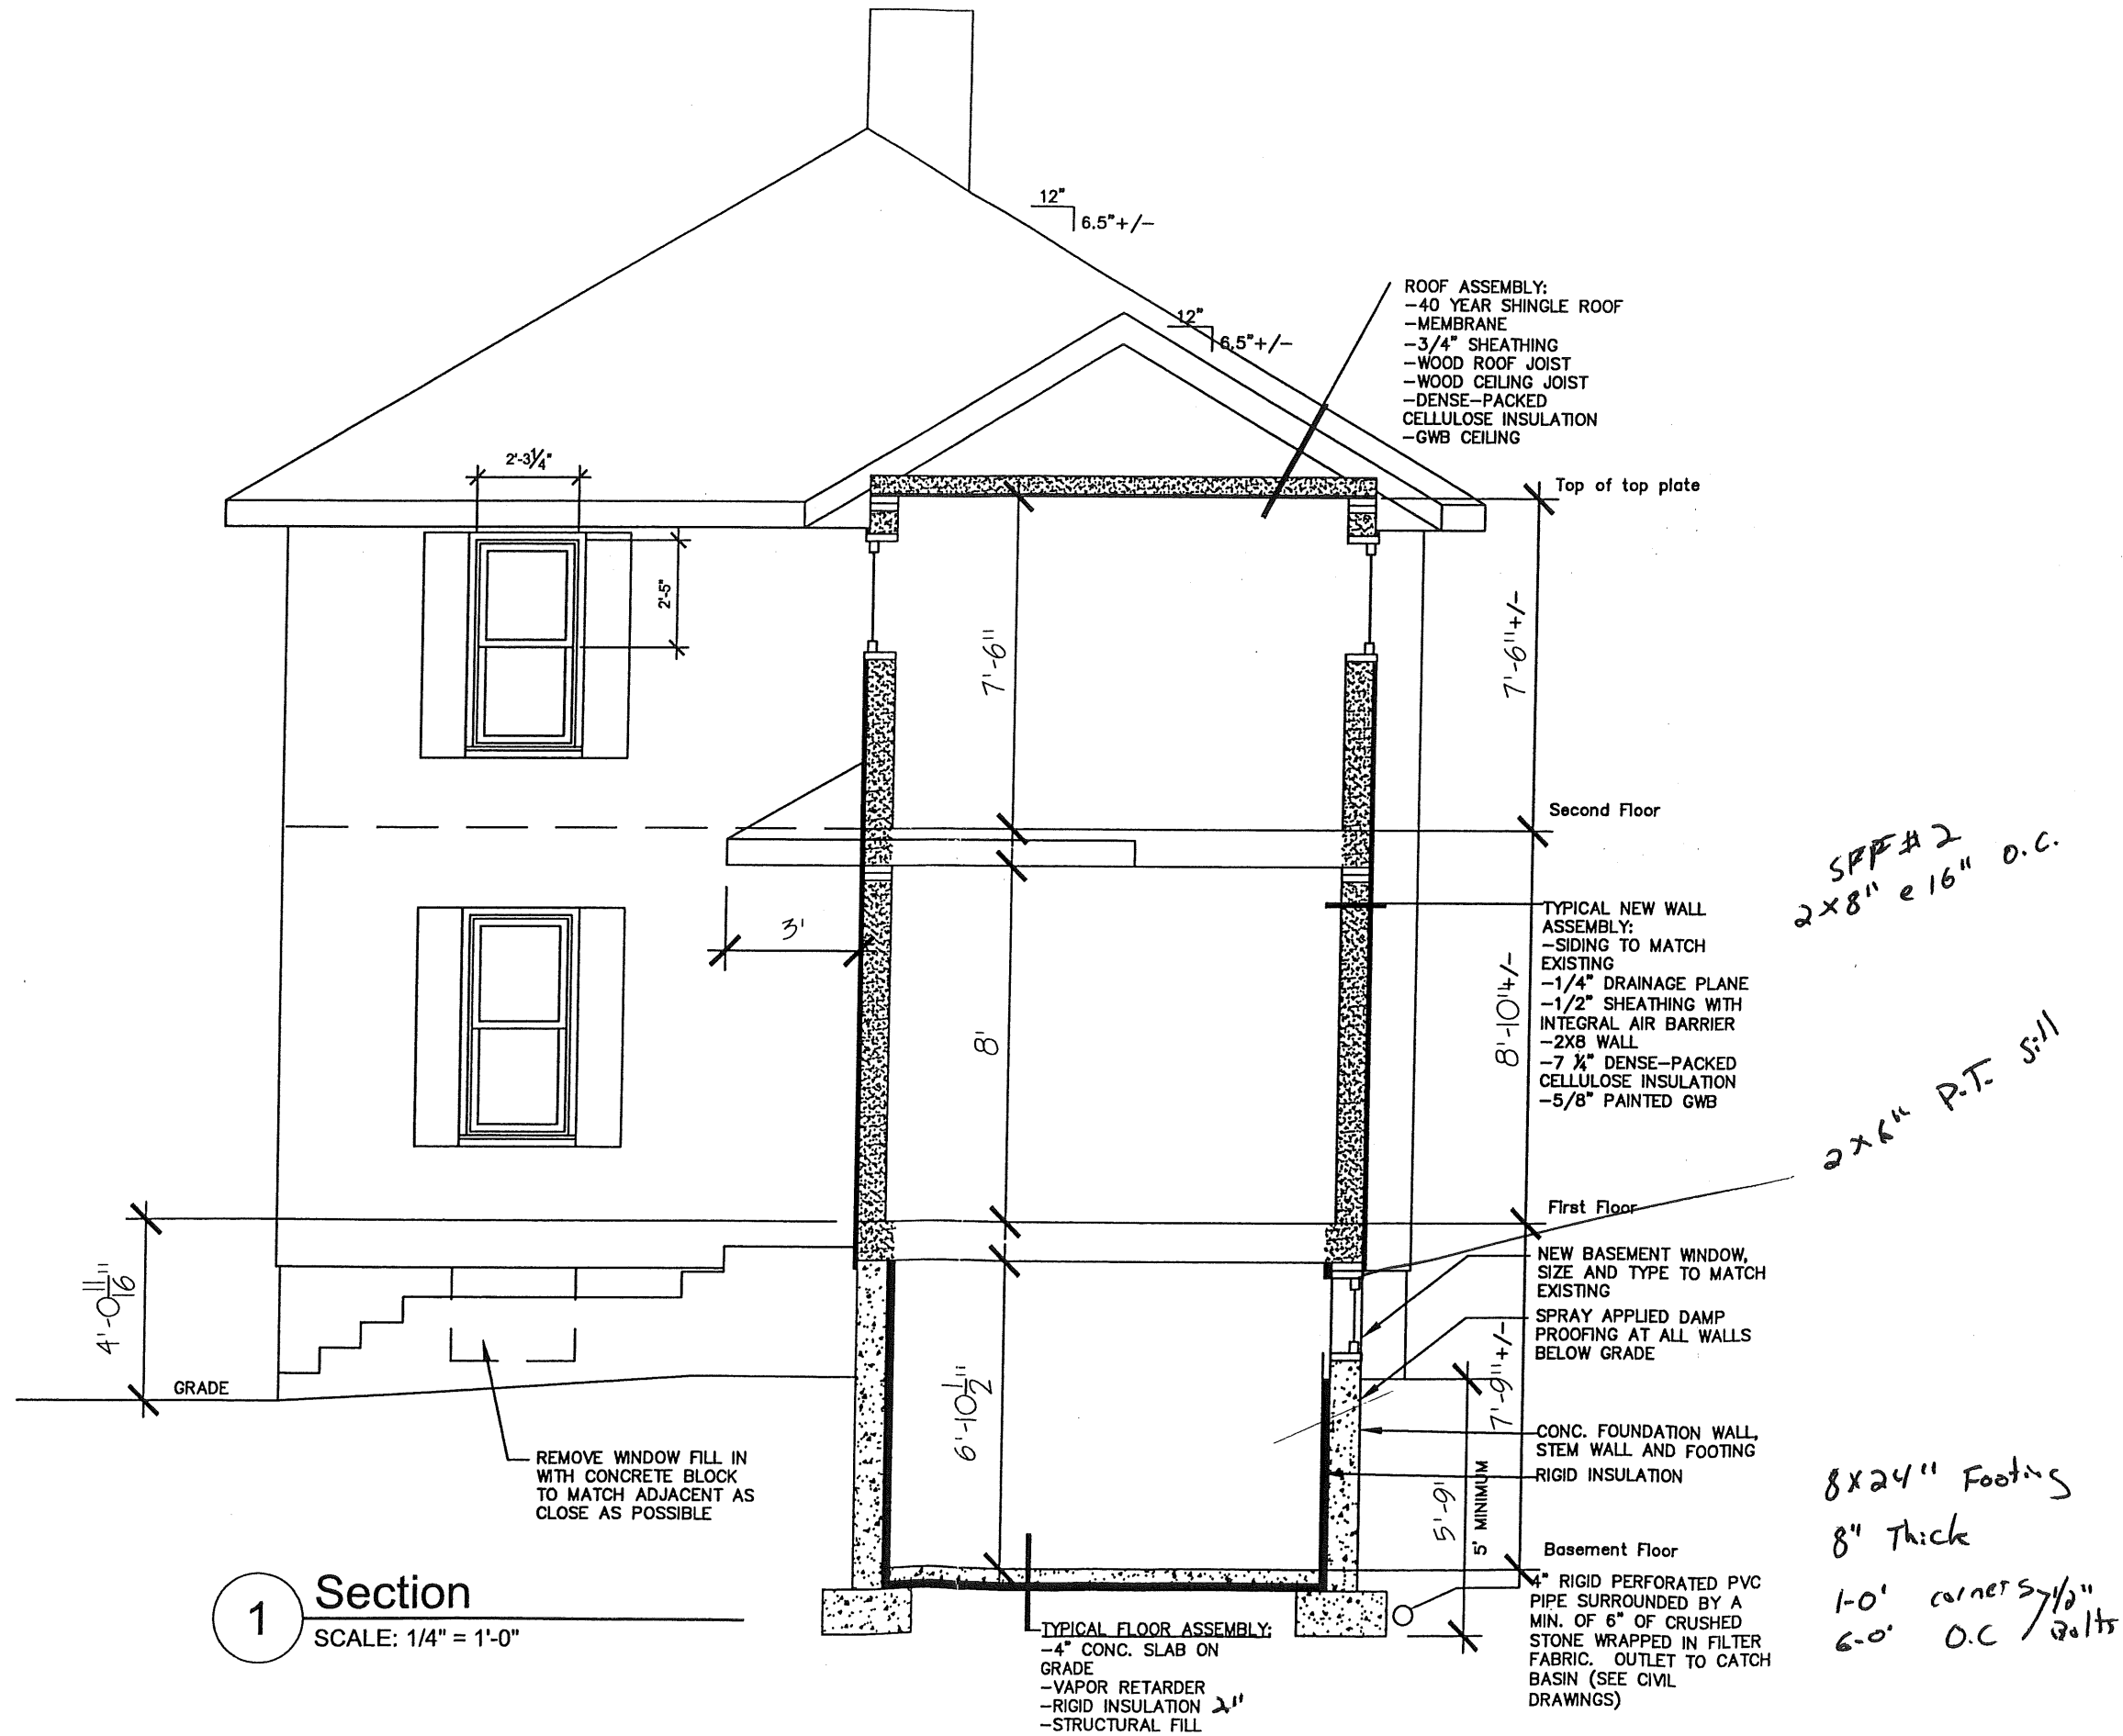 12"
6.5"+/-
12"
6.5"+/-
ROOF ASSEMBLY:
-40 YEAR SHINGLE ROOF
-MEMBRANE
-3/4" SHEATHING
-WOOD ROOF JOIST
-WOOD CEILING JOIST
-DENSE-PACKED
CELLULOSE INSULATION
-GWB CEILING
2'-3¼"
Top of top plate
2'-5"
7'-6"
7'-6"+/-
Second Floor
SPF #2
2x8" @ 16" O.C.
3'
TYPICAL NEW WALL
ASSEMBLY:
-SIDING TO MATCH
EXISTING
-1/4" DRAINAGE PLANE
-1/2" SHEATHING WITH
INTEGRAL AIR BARRIER
-2X8 WALL
-7 ¼" DENSE-PACKED
CELLULOSE INSULATION
-5/8" PAINTED GWB
8'
8'-10"+/-
2x6" P.T. Sill
First Floor
4'-0 11/16"
NEW BASEMENT WINDOW,
SIZE AND TYPE TO MATCH
EXISTING
SPRAY APPLIED DAMP
PROOFING AT ALL WALLS
BELOW GRADE
GRADE
6'-10 1/2"
7'-9"+/-
REMOVE WINDOW FILL IN
WITH CONCRETE BLOCK
TO MATCH ADJACENT AS
CLOSE AS POSSIBLE
CONC. FOUNDATION WALL,
STEM WALL AND FOOTING
RIGID INSULATION
5'-9"
5' MINIMUM
8x24" Footing
8" Thick
1-0' corners 1/2"
6-0' O.C Bolts
Basement Floor
4" RIGID PERFORATED PVC
PIPE SURROUNDED BY A
MIN. OF 6" OF CRUSHED
STONE WRAPPED IN FILTER
FABRIC. OUTLET TO CATCH
BASIN (SEE CIVIL
DRAWINGS)
1
Section
SCALE: 1/4" = 1'-0"
TYPICAL FLOOR ASSEMBLY:
-4" CONC. SLAB ON
GRADE
-VAPOR RETARDER
-RIGID INSULATION 2"
-STRUCTURAL FILL